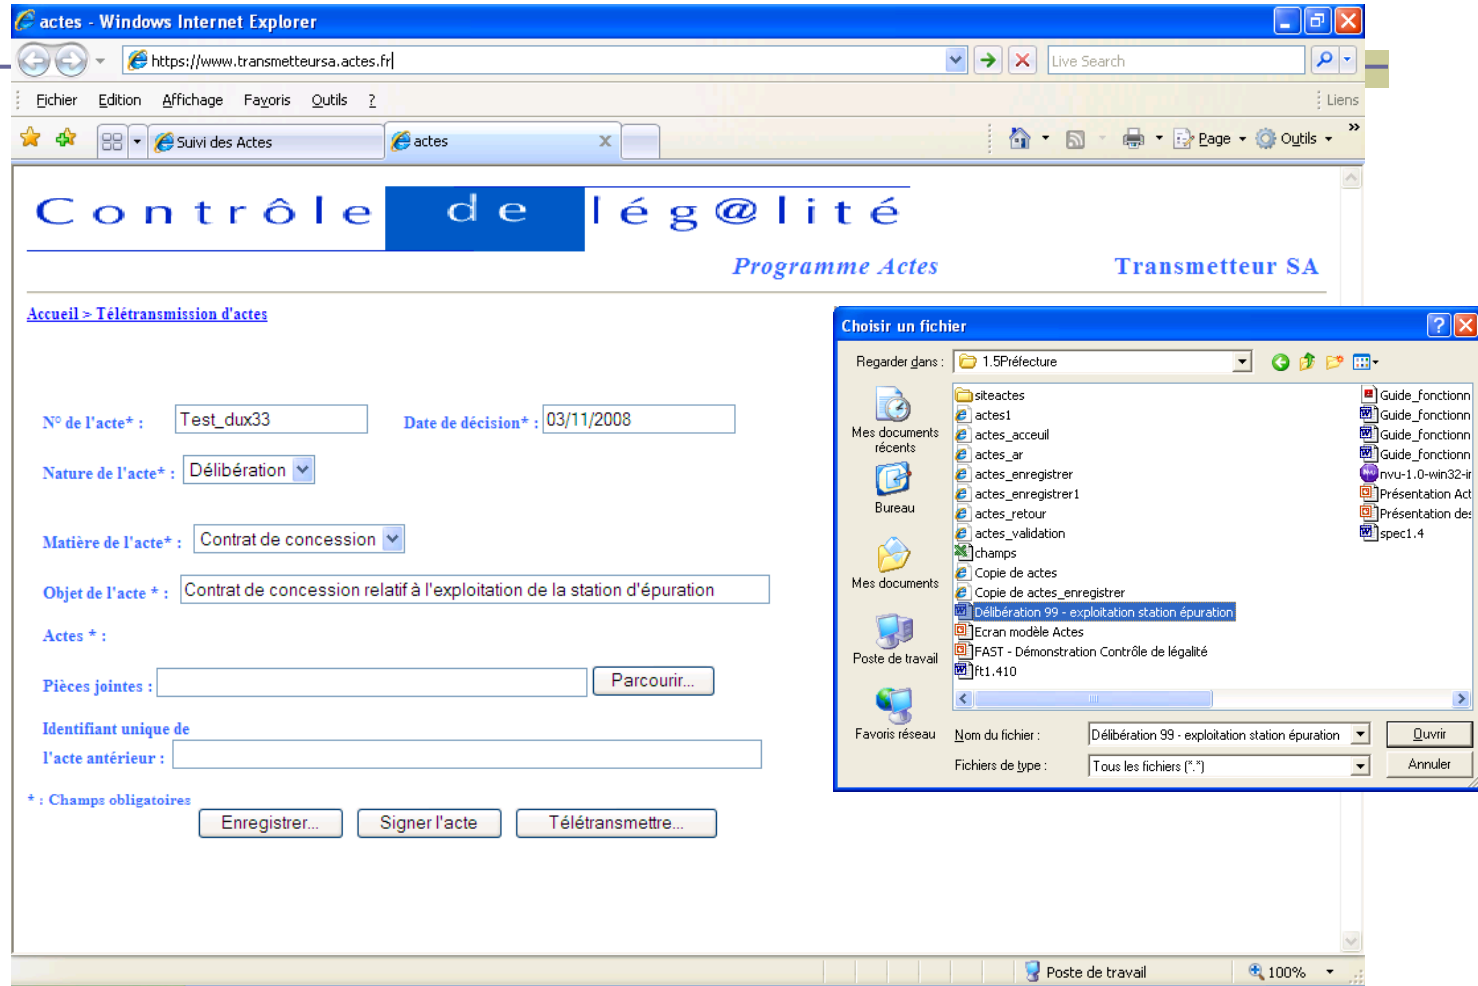 actes - Windows Internet Explorer
https://www.transmetteursa.actes.fr
Live Search
Fichier Edition Affichage Favoris Outils ?
Liens
Suivi des Actes
actes
Page
Outils
Contrôle de lég@lité
Programme Actes
Transmetteur SA
Accueil > Télétransmission d'actes
N° de l'acte* : Test_dux33
Date de décision* : 03/11/2008
Nature de l'acte* : Délibération
Matière de l'acte* : Contrat de concession
Objet de l'acte * : Contrat de concession relatif à l'exploitation de la station d'épuration
Actes * :
Pièces jointes :
Parcourir...
Identifiant unique de
l'acte antérieur :
* : Champs obligatoires
Enregistrer...
Signer l'acte
Télétransmettre...
Choisir un fichier
Regarder dans : 1.5Préfecture
Mes documents
récents
Bureau
Mes documents
Poste de travail
Favoris réseau
siteactes
actes1
actes_acceuil
actes_ar
actes_enregistrer
actes_enregistrer1
actes_retour
actes_validation
champs
Copie de actes
Copie de actes_enregistrer
Délibération 99 - exploitation station épuration
Ecran modèle Actes
FAST - Démonstration Contrôle de légalité
ft1.410
Guide_fonctionn
Guide_fonctionn
Guide_fonctionn
Guide_fonctionn
nvu-1.0-win32-ir
Présentation Act
Présentation des
spec1.4
Nom du fichier : Délibération 99 - exploitation station épuration
Ouvrir
Fichiers de type : Tous les fichiers (*.*)
Annuler
Poste de travail
100%